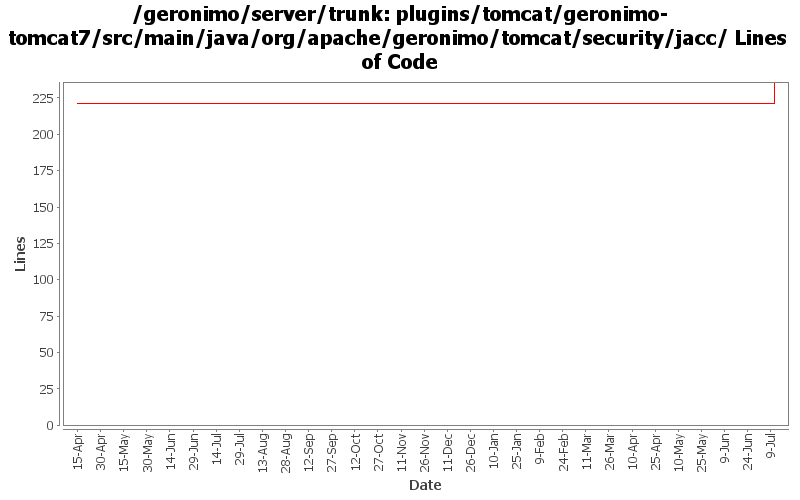 /geronimo/server/trunk: plugins/tomcat/geronimo-
tomcat7/src/main/java/org/apache/geronimo/tomcat/security/jacc/ Lines
of Code
Lines
225
200
175
150
125
100
75
50
25
0
15-Apr
30-Apr
15-May
30-May
14-Jun
29-Jun
14-Jul
29-Jul
13-Aug
28-Aug
12-Sep
27-Sep
12-Oct
27-Oct
11-Nov
26-Nov
11-Dec
26-Dec
10-Jan
25-Jan
9-Feb
24-Feb
11-Mar
26-Mar
10-Apr
25-Apr
10-May
25-May
9-Jun
24-Jun
9-Jul
Date